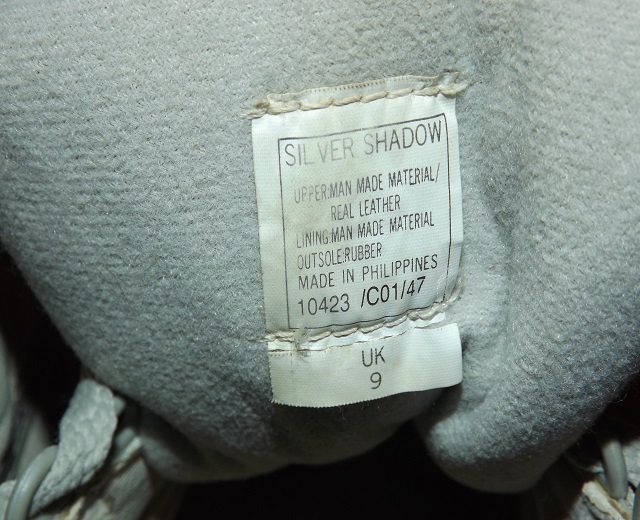 SILVER SHADOW
UPPER:MAN MADE MATERIAL/
REAL LEATHER
LINING:MAN MADE MATERIAL
OUTSOLE:RUBBER
MADE IN PHILIPPINES
10423 /C01/47
UK
9